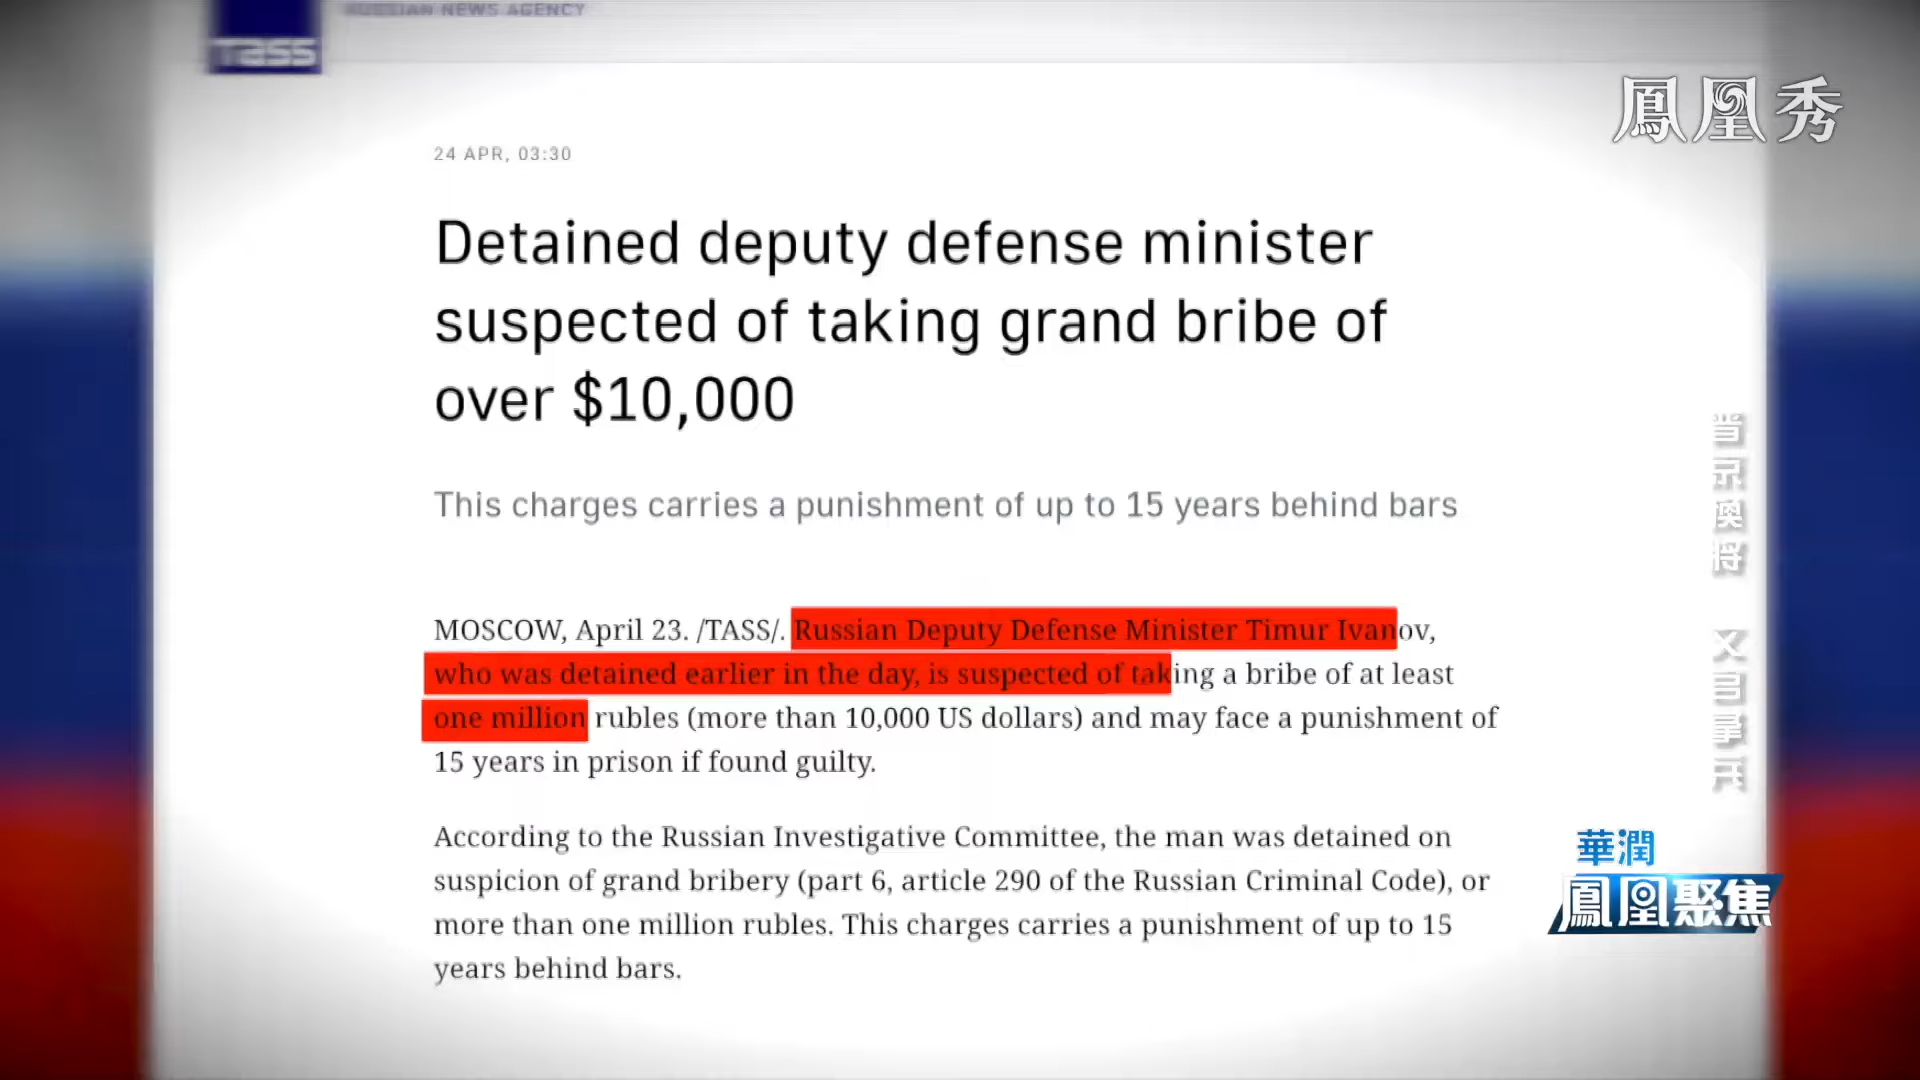 RUSSIAN NEWS AGENCY
TASS
鳳凰秀
24 APR, 03:30
Detained deputy defense minister
suspected of taking grand bribe of
over $10,000
This charges carries a punishment of up to 15 years behind bars
MOSCOW, April 23. /TASS/. Russian Deputy Defense Minister Timur Ivanov,
who was detained earlier in the day, is suspected of taking a bribe of at least
one million rubles (more than 10,000 US dollars) and may face a punishment of
15 years in prison if found guilty.
According to the Russian Investigative Committee, the man was detained on
suspicion of grand bribery (part 6, article 290 of the Russian Criminal Code), or
more than one million rubles. This charges carries a punishment of up to 15
years behind bars.
華潤
鳳凰聚焦